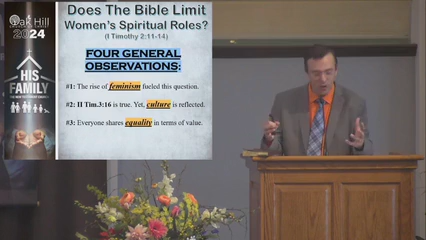 Oak Hill
2024
HIS
FAMILY
Does The Bible Limit
Women's Spiritual Roles?
(I Timothy 2:11-14)
FOUR GENERAL
OBSERVATIONS:
#1: The rise of feminism fueled this question.
#2: II Tim.3:16 is true. Yet, culture is reflected.
#3: Everyone shares equality in terms of value.